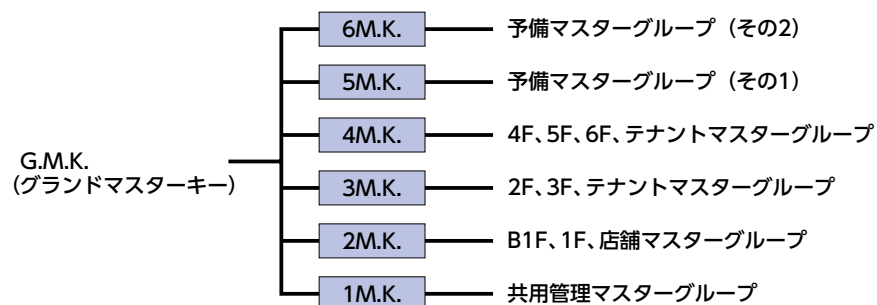 6M.K. 予備マスターグループ（その2）
5M.K. 予備マスターグループ（その1）
4M.K. 4F、5F、6F、テナントマスターグループ
G.M.K.
（グランドマスターキー）
3M.K. 2F、3F、テナントマスターグループ
2M.K. B1F、1F、店舗マスターグループ
1M.K. 共用管理マスターグループ